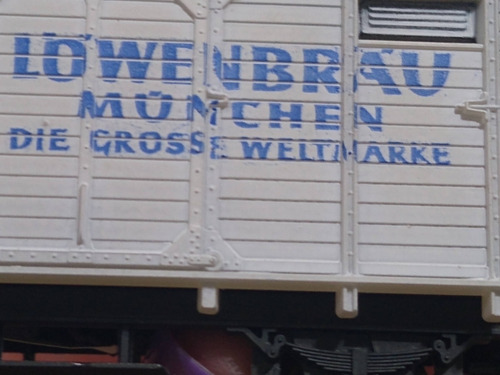 LÖWENBRÄU
MÜNCHEN
DIE GROSSE WELTMARKE